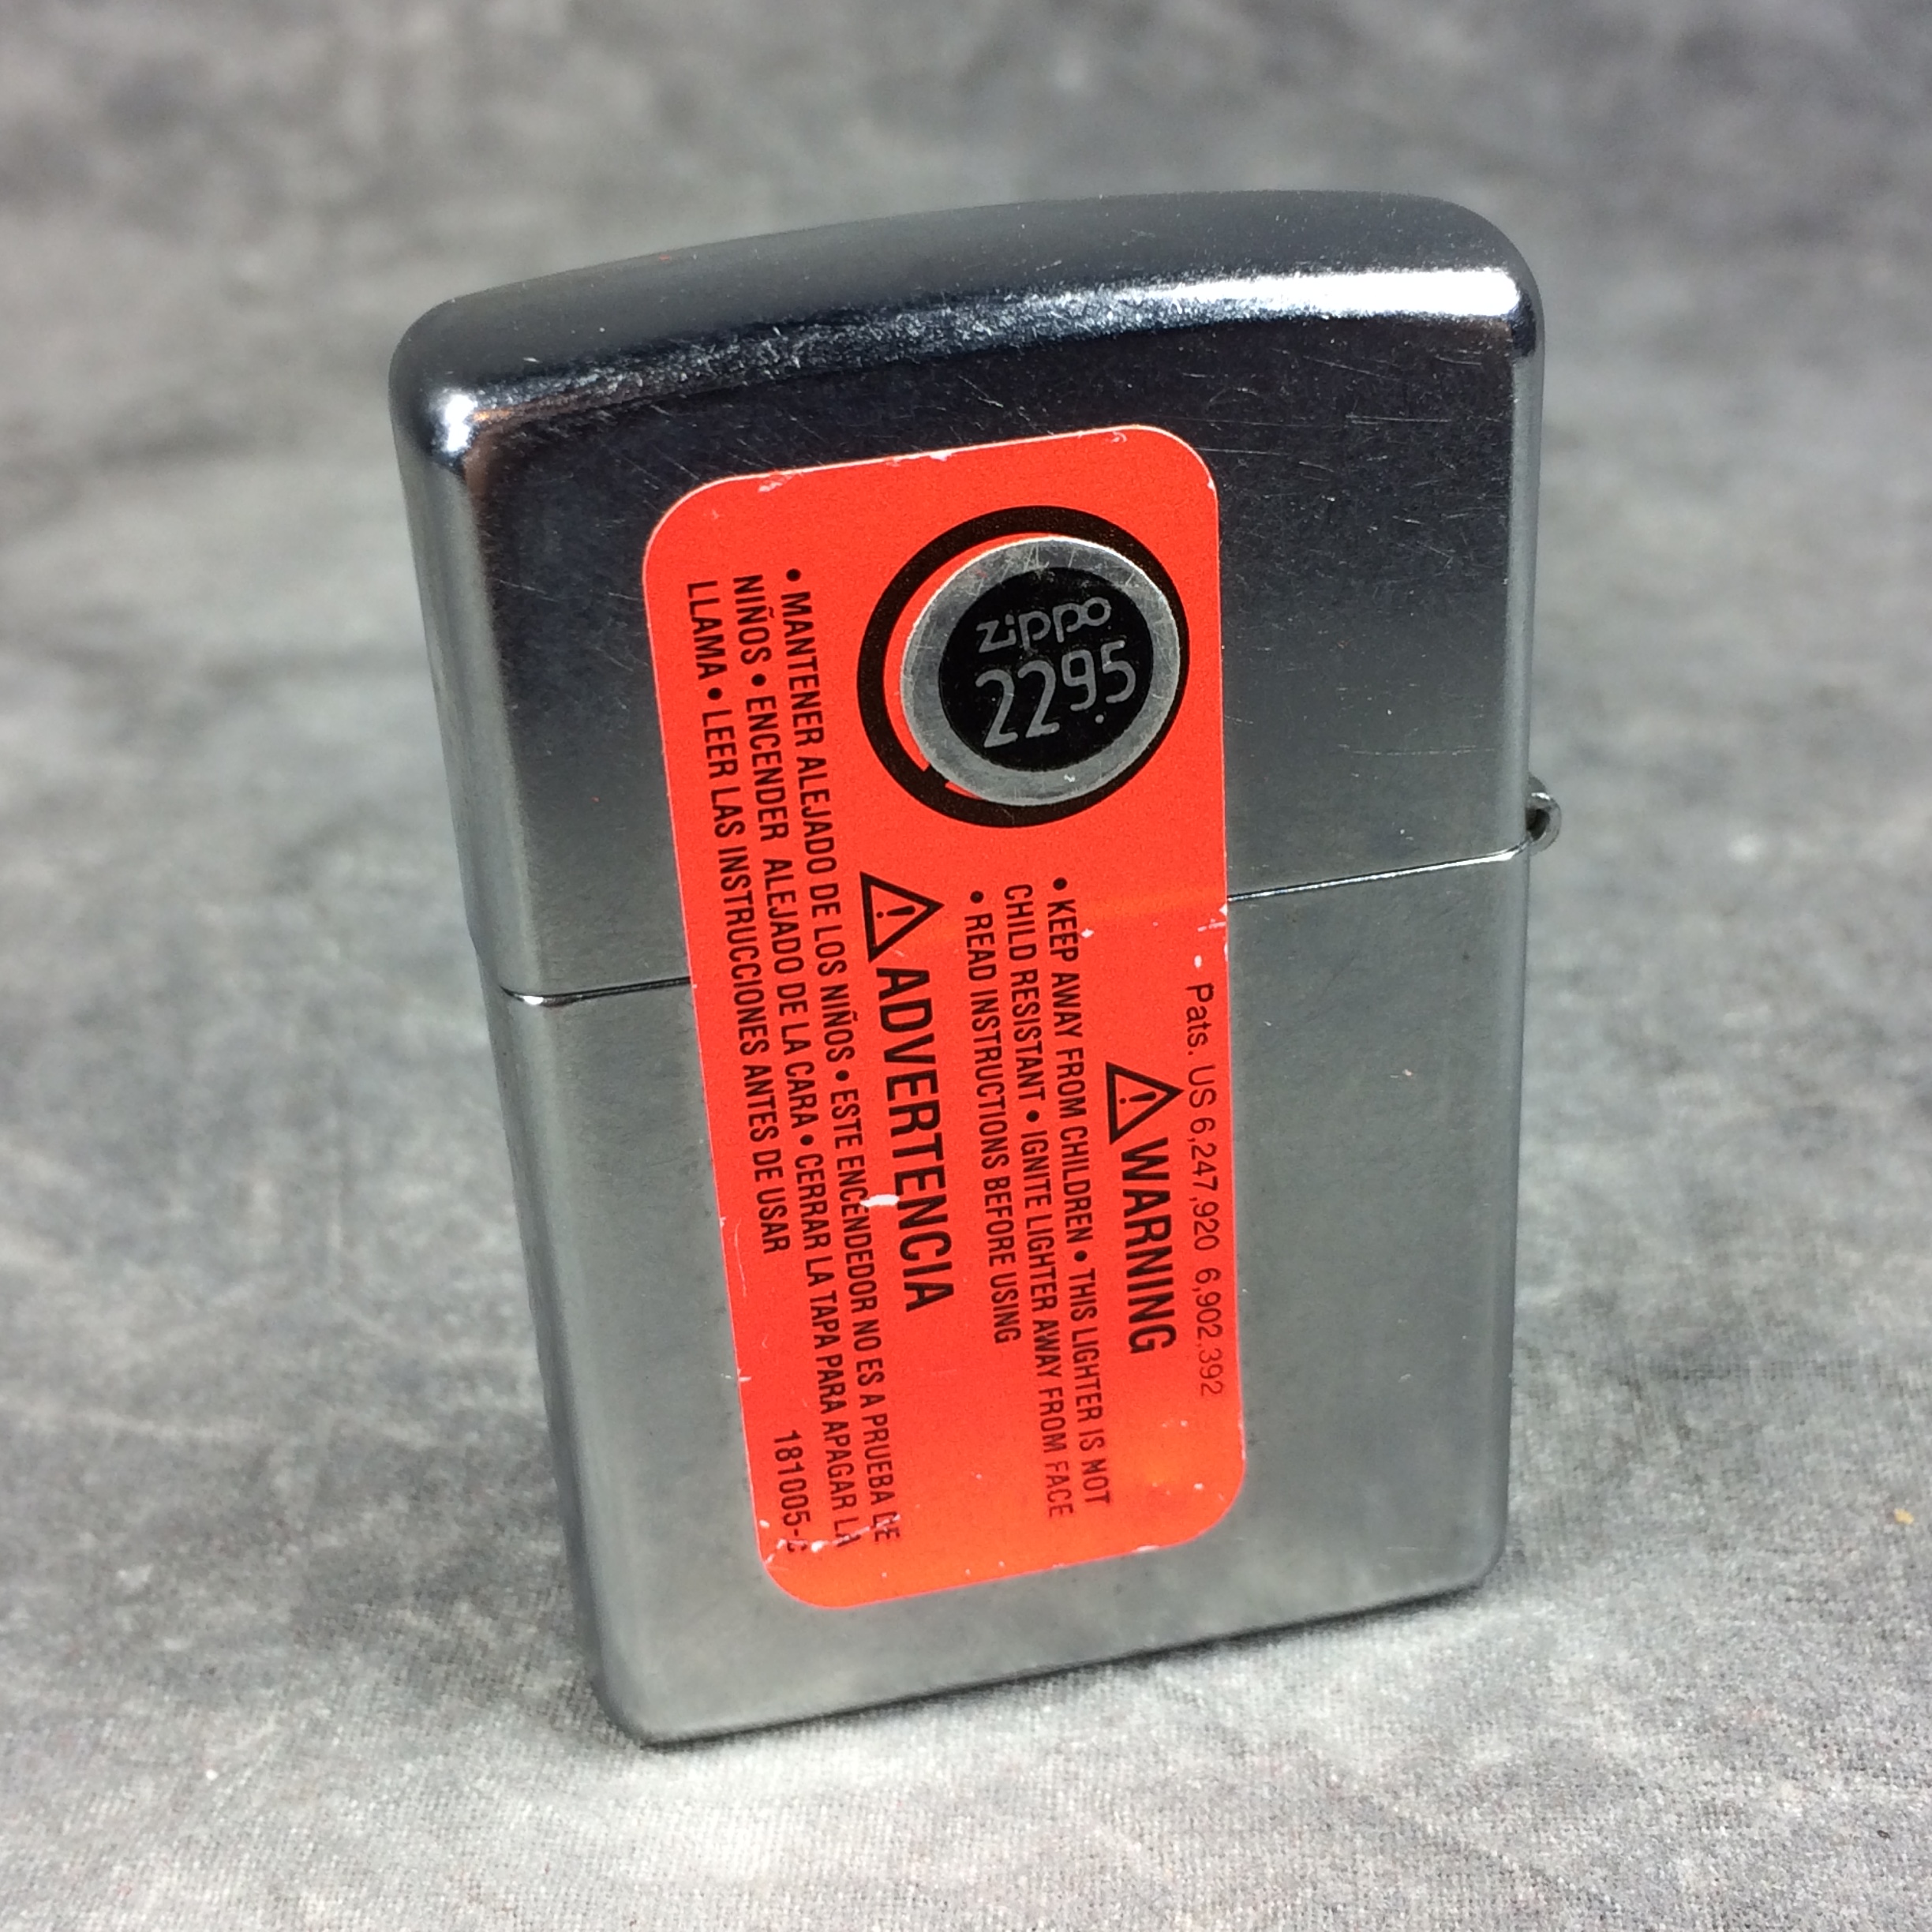 zippo
2295
Pats. US 6,247,920 6,902,392
WARNING
• KEEP AWAY FROM CHILDREN • THIS LIGHTER IS NOT
CHILD RESISTANT • IGNITE LIGHTER AWAY FROM FACE
• READ INSTRUCTIONS BEFORE USING
ADVERTENCIA
• MANTENER ALEJADO DE LOS NIÑOS • ESTE ENCENDEDOR NO ES A PRUEBA DE
NIÑOS • ENCENDER ALEJADO DE LA CARA • CERRAR LA TAPA PARA APAGAR LA
LLAMA • LEER LAS INSTRUCCIONES ANTES DE USAR